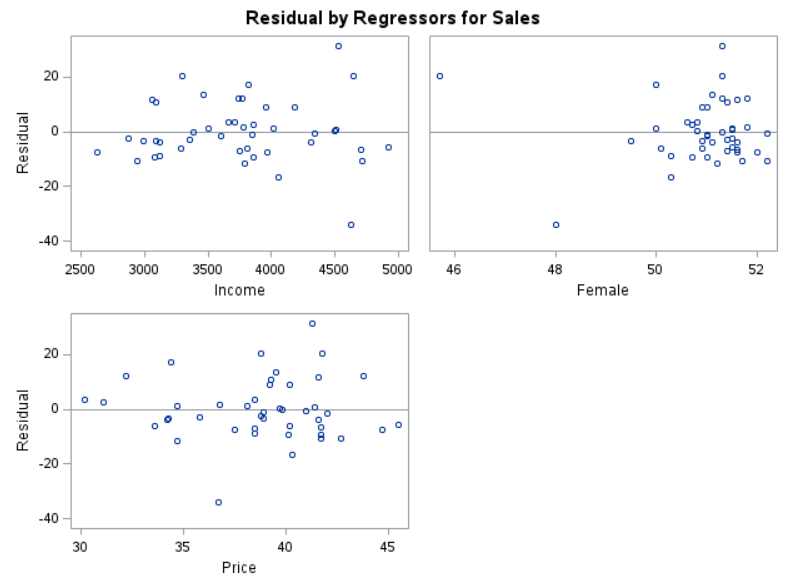 Residual by Regressors for Sales
Residual
20
0
-20
-40
2500 3000 3500 4000 4500 5000
Income
46 48 50 52
Female
Residual
20
0
-20
-40
30 35 40 45
Price